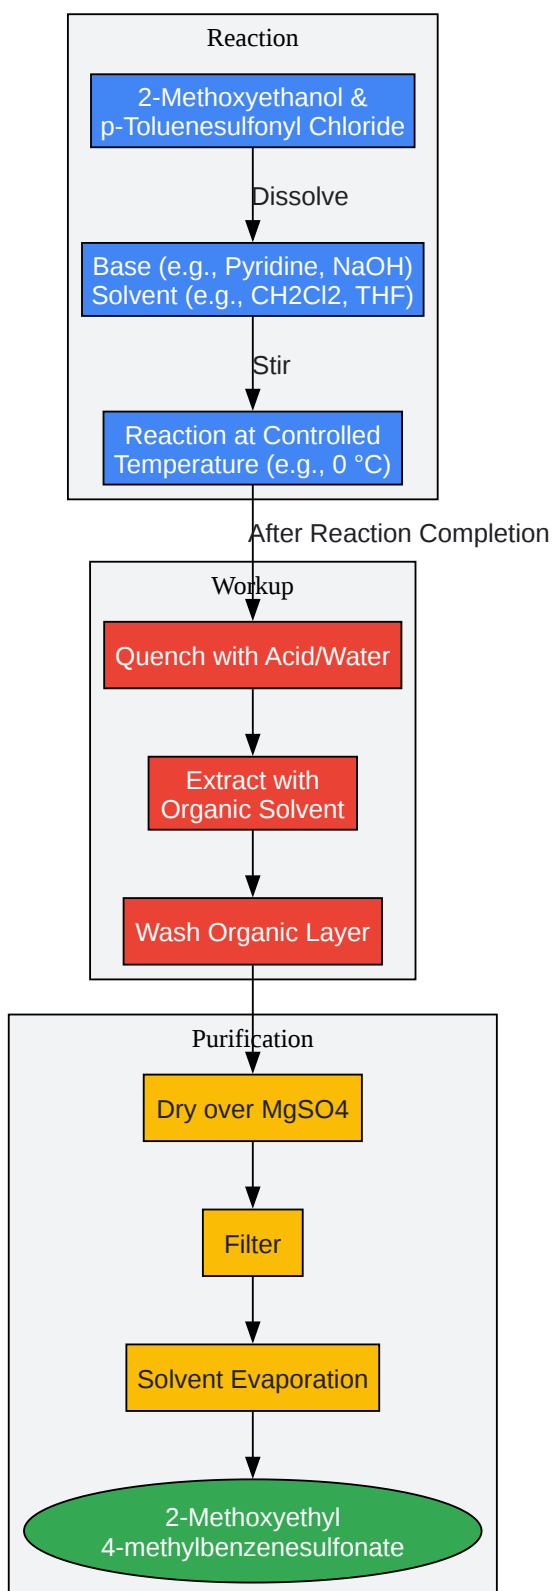 Reaction
2-Methoxyethanol &
p-Toluenesulfonyl Chloride
Dissolve
Base (e.g., Pyridine, NaOH)
Solvent (e.g., CH2Cl2, THF)
Stir
Reaction at Controlled
Temperature (e.g., 0 °C)
After Reaction Completion
Workup
Quench with Acid/Water
Extract with
Organic Solvent
Wash Organic Layer
Purification
Dry over MgSO4
Filter
Solvent Evaporation
2-Methoxyethyl
4-methylbenzenesulfonate